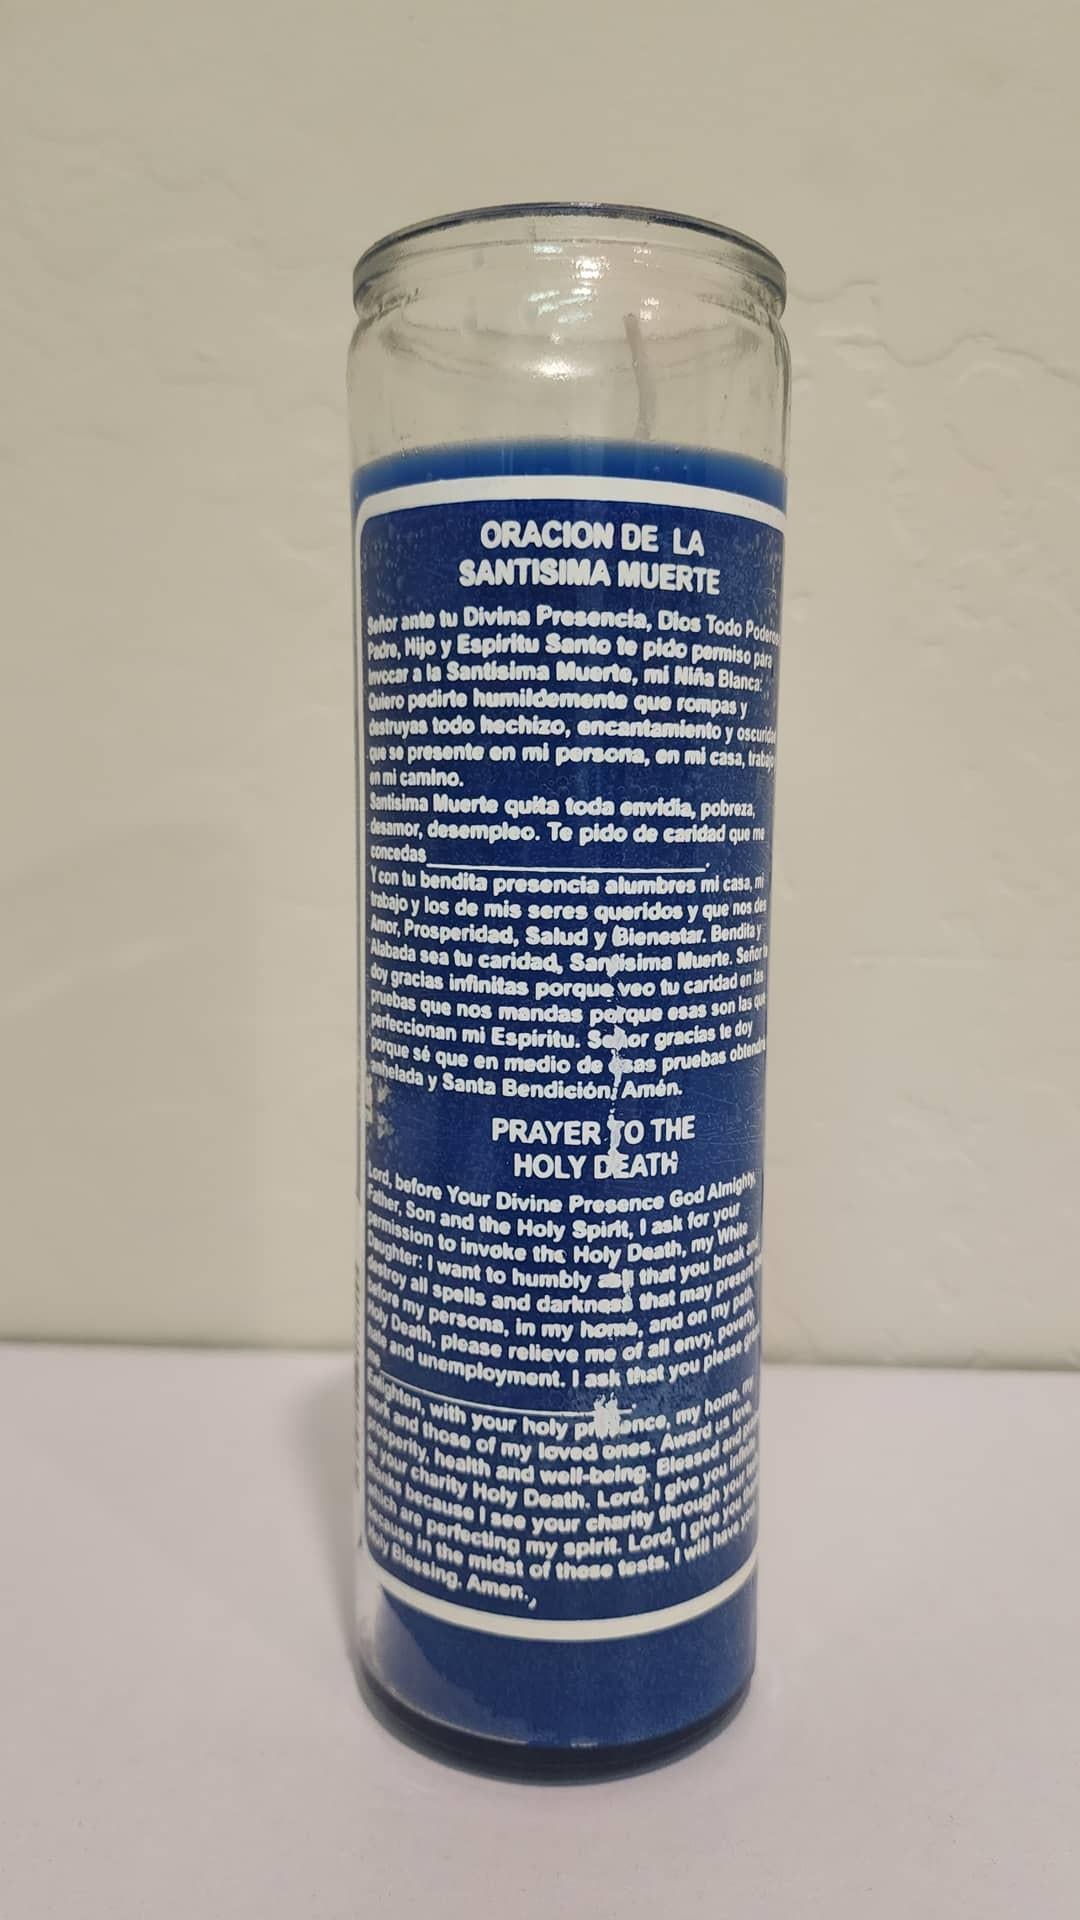 ORACION DE LA
SANTISIMA MUERTE
Señor ante tu Divina Presencia, Dios Todo
Padre, Hijo y Espíritu Santo te pido permiso para
invocar a la Santísima Muerte, mi Niña Blanca:
Quiero pedirte humildemente que rompas y
destruyas todo hechizo, encantamiento y
que se presente en mi persona, en mi casa,
en mi camino.
Santisima Muerte quita toda envidia, pobreza,
desamor, desempleo. Te pido de caridad que me
concedas____________________.
Y con tu bendita presencia alumbres mi casa, mi
trabajo y los de mis seres queridos y que nos
Amor, Prosperidad, Salud y Bienestar. Bendita y
Alabada sea tu caridad, Santísima Muerte. Señor
doy gracias infinitas porque veo tu caridad en las
pruebas que nos mandas porque esas son las que
perfeccionan mi Espíritu. Señor gracias te doy
porque sé que en medio de esas pruebas
anhelada y Santa Bendición, Amén.
PRAYER TO THE
HOLY DEATH
Lord, before Your Divine Presence God Almighty,
Father, Son and the Holy Spirit, I ask for your
permission to invoke the Holy Death, my White
Daughter: I want to humbly ask that you break and
destroy all spells and darkness that may present
before my persona, in my home, and on my path.
Holy Death, please relieve me of all envy, poverty,
hate and unemployment. I ask that you please
me____________________.
Enlighten, with your holy presence, my home, my
work and those of my loved ones. Award us love,
prosperity, health and well-being. Blessed and
be your charity Holy Death. Lord, I give you infinite
thanks because I see your charity through your
which are perfecting my spirit. Lord, I give you
because in the midst of those tests, I will have your
Holy Blessing. Amen.